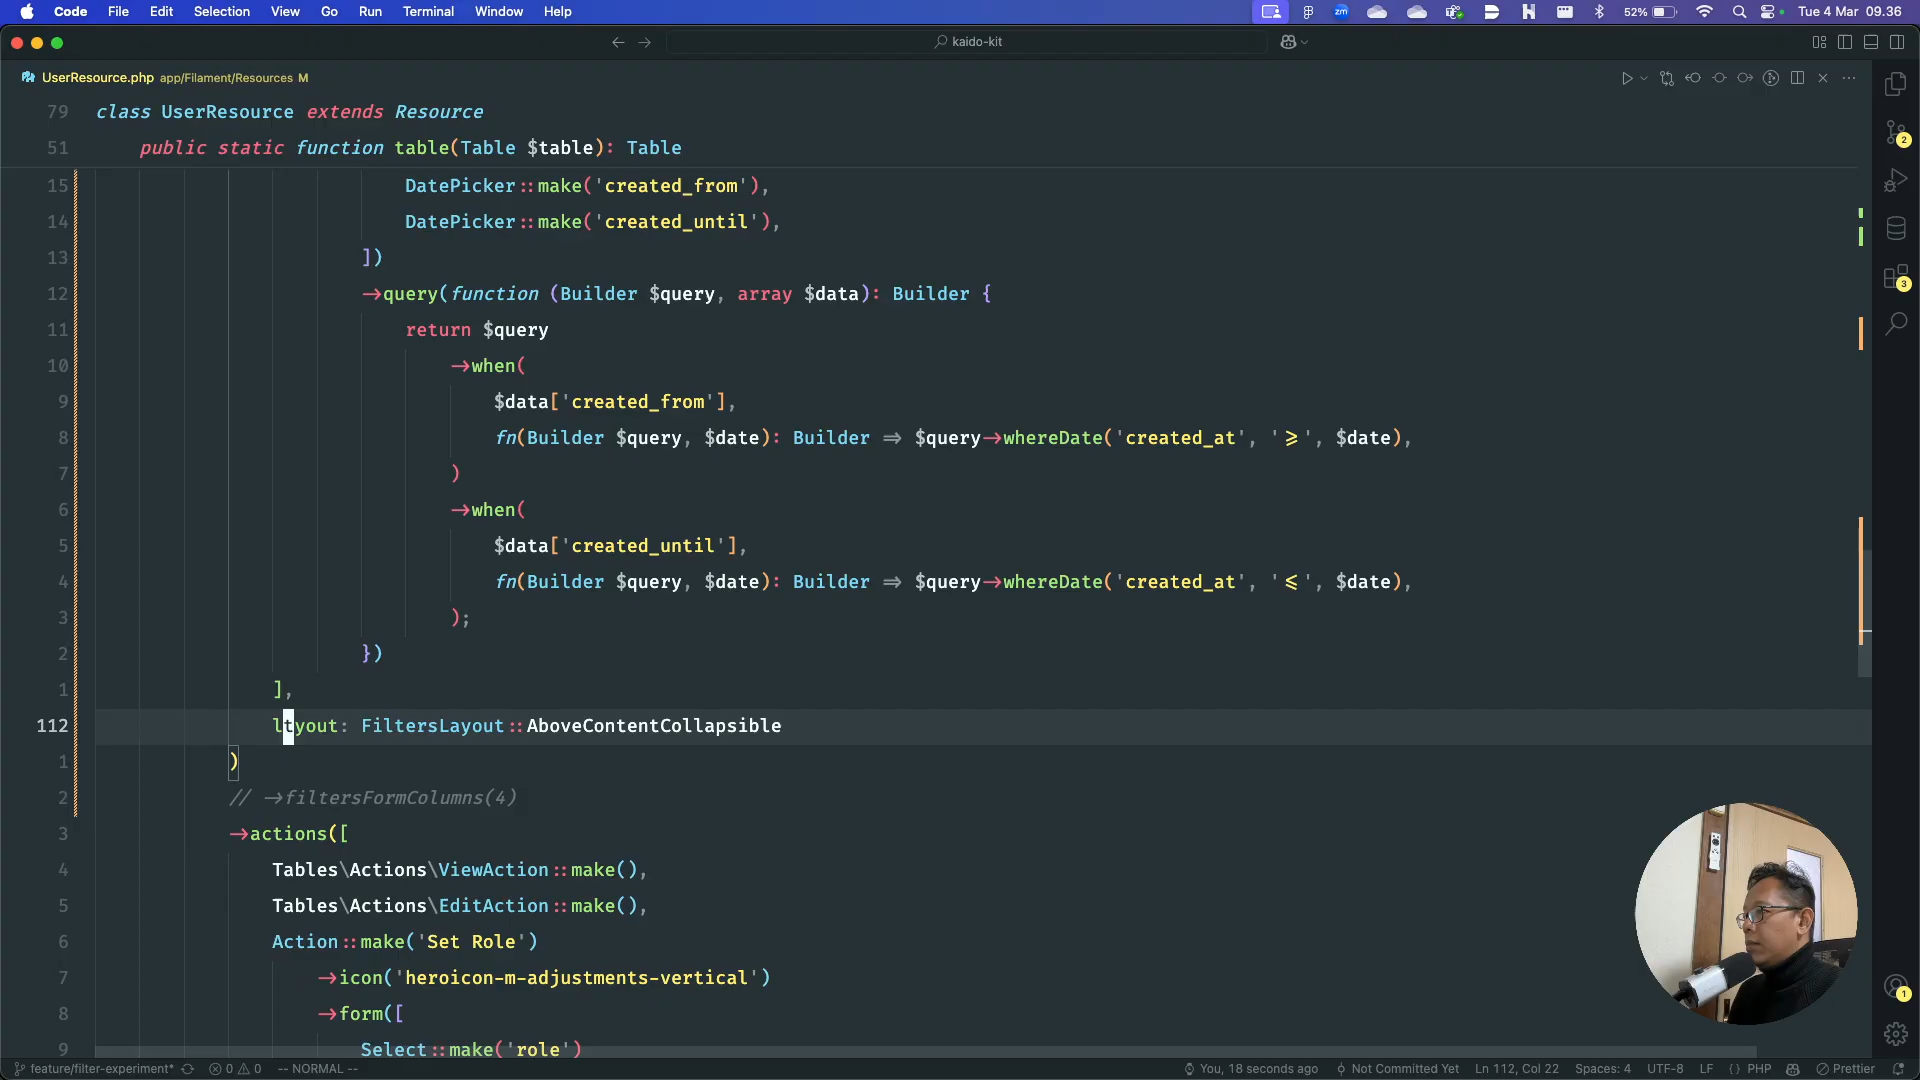 Code File Edit Selection View Go Run Terminal Window Help zm 52% Tue 4 Mar 09.36
kaido-kit
UserResource.php app/Filament/Resources M
79 class UserResource extends Resource
51 public static function table(Table $table): Table
15 DatePicker::make('created_from'),
14 DatePicker::make('created_until'),
13 ])
12 ->query(function (Builder $query, array $data): Builder {
11 return $query
10 ->when(
9 $data['created_from'],
8 fn(Builder $query, $date): Builder => $query->whereDate('created_at', '>=', $date),
7 )
6 ->when(
5 $data['created_until'],
4 fn(Builder $query, $date): Builder => $query->whereDate('created_at', '<=', $date),
3 );
2 })
1 ],
112 ltyout: FiltersLayout::AboveContentCollapsible
1 )
2 // ->filtersFormColumns(4)
3 ->actions([
4 Tables\Actions\ViewAction::make(),
5 Tables\Actions\EditAction::make(),
6 Action::make('Set Role')
7 ->icon('heroicon-m-adjustments-vertical')
8 ->form([
9 Select::make('role')
2
3
1
feature/filter-experiment* 0 0 -- NORMAL -- You, 18 seconds ago Not Committed Yet Ln 112, Col 22 Spaces: 4 UTF-8 LF {} PHP Prettier